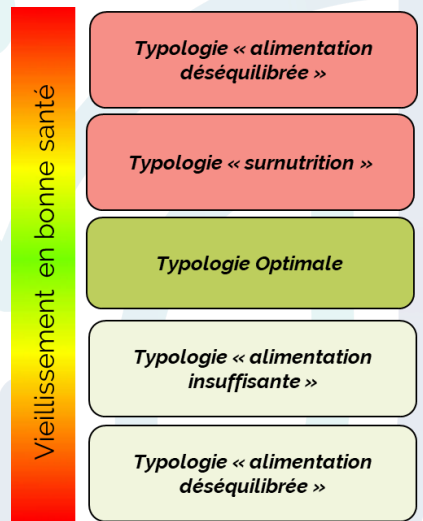 Vieillissement en bonne santé
Typologie « alimentation
déséquilibrée »
Typologie « surnutrition »
Typologie Optimale
Typologie « alimentation
insuffisante »
Typologie « alimentation
déséquilibrée »